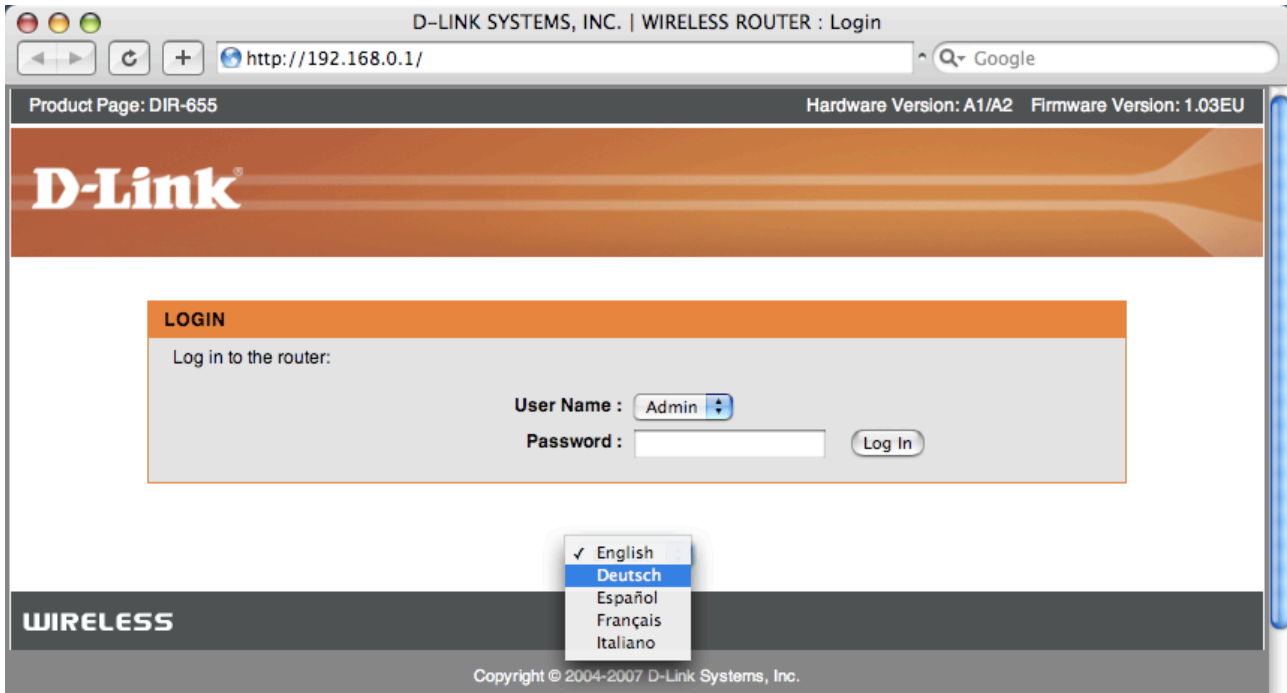 D-LINK SYSTEMS, INC. | WIRELESS ROUTER : Login
http://192.168.0.1/ Google
Product Page: DIR-655 Hardware Version: A1/A2 Firmware Version: 1.03EU
D-Link®
LOGIN
Log in to the router:
User Name : Admin
Password : Log In
✓ English
Deutsch
Español
Français
Italiano
WIRELESS
Copyright © 2004-2007 D-Link Systems, Inc.